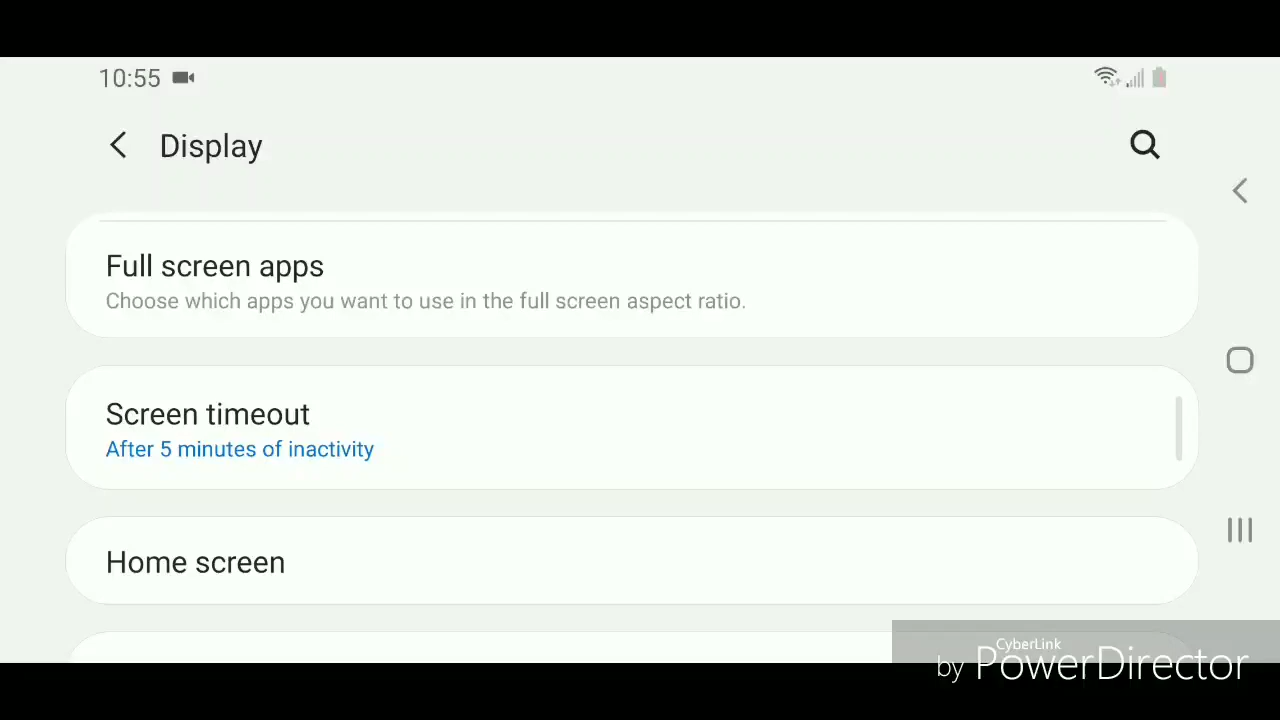 10:55
Display
Full screen apps
Choose which apps you want to use in the full screen aspect ratio.
Screen timeout
After 5 minutes of inactivity
Home screen
CyberLink
by PowerDirector